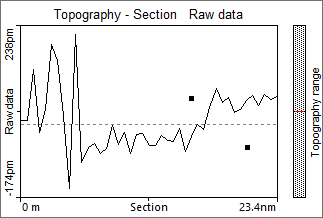 Topography - Section Raw data
238pm
Raw data
-174pm
0 m
Section
23.4nm
Topography range